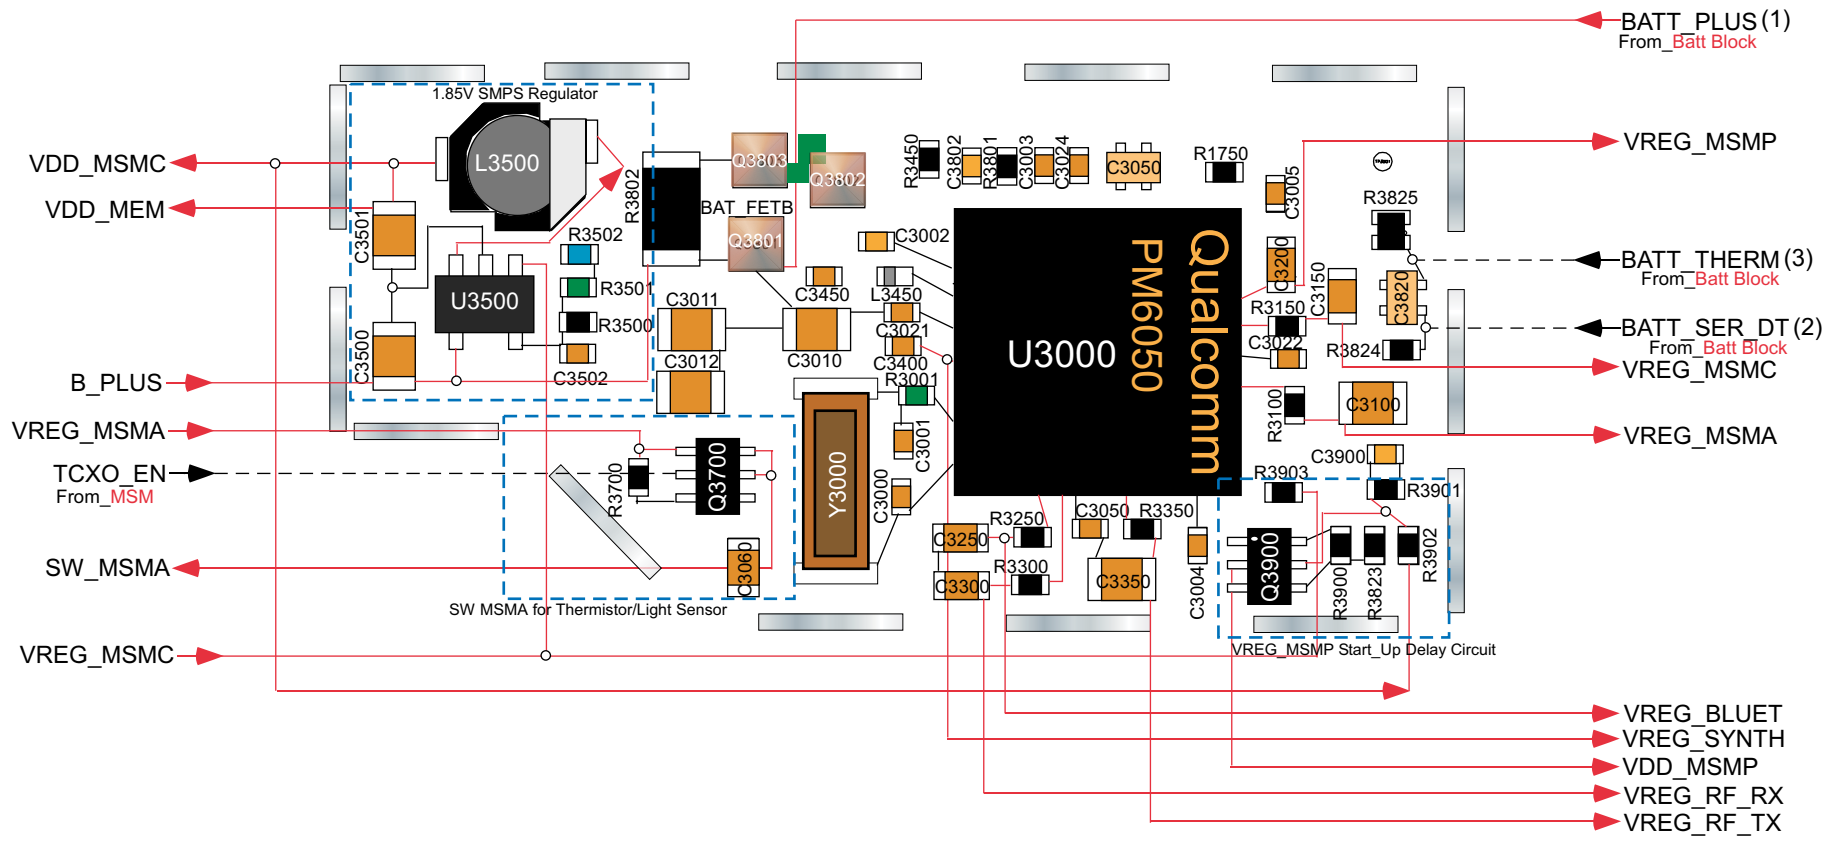 BATT_PLUS (1)
From_Batt Block
1.85V SMPS Regulator
VDD_MSMC
L3500
Q3803
Q3802
R3802
R3450
C3802
R3801
C3003
C3024
C3050
R1750
C3005
VREG_MSMP
VDD_MEM
C3501
R3502
BAT_FETB
Q3801
C3002
Qualcomm
PM6050
U3000
C3200
R3825
BATT_THERM (3)
From_Batt Block
U3500
R3501
R3500
C3502
C3500
C3011
C3012
C3450
L3450
C3010
C3021
C3400
R3001
R3150
C3150
C3022
C3820
R3824
BATT_SER_DT (2)
From_Batt Block
VREG_MSMC
B_PLUS
R3100
C3100
VREG_MSMA
VREG_MSMA
TCXO_EN
From_MSM
R3700
Q3700
Y3000
C3001
C3000
C3900
R3903
R3901
SW_MSMA
C3060
C3250
R3250
C3050
R3350
C3300
R3300
C3350
C3004
Q3900
R3900
R3823
R3902
SW MSMA for Thermistor/Light Sensor
VREG_MSMC
VREG_MSMP Start_Up Delay Circuit
VREG_BLUET
VREG_SYNTH
VDD_MSMP
VREG_RF_RX
VREG_RF_TX